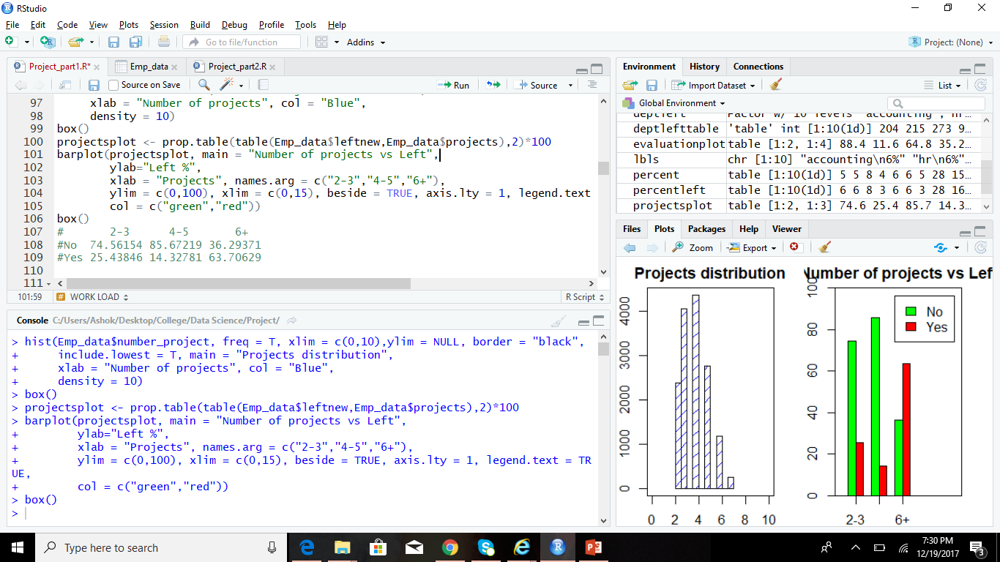 RStudio
File Edit Code View Plots Session Build Debug Profile Tools Help
Go to file/function Addins Project: (None)
Project_part1.R* Emp_data Project_part2.R
Source on Save Run Source
97 xlab = "Number of projects", col = "Blue",
98 density = 10)
99 box()
100 projectsplot <- prop.table(table(Emp_data$leftnew,Emp_data$projects),2)*100
101 barplot(projectsplot, main = "Number of projects vs Left",
102 ylab="Left %",
103 xlab = "Projects", names.arg = c("2-3","4-5","6+"),
104 ylim = c(0,100), xlim = c(0,15), beside = TRUE, axis.lty = 1, legend.text
105 col = c("green","red"))
106 box()
107 # 2-3 4-5 6+
108 #No 74.56154 85.67219 36.29371
109 #Yes 25.43846 14.32781 63.70629
110
111
101:59 # WORK LOAD R Script
Console C:/Users/Ashok/Desktop/College/Data Science/Project/
> hist(Emp_data$number_project, freq = T, xlim = c(0,10),ylim = NULL, border = "black",
+ include.lowest = T, main = "Projects distribution",
+ xlab = "Number of projects", col = "Blue",
+ density = 10)
> box()
> projectsplot <- prop.table(table(Emp_data$leftnew,Emp_data$projects),2)*100
> barplot(projectsplot, main = "Number of projects vs Left",
+ ylab="Left %",
+ xlab = "Projects", names.arg = c("2-3","4-5","6+"),
+ ylim = c(0,100), xlim = c(0,15), beside = TRUE, axis.lty = 1, legend.text = TR
UE,
+ col = c("green","red"))
> box()
>
Environment History Connections
Import Dataset List
Global Environment
deptleft Factor w/ 10 levels "accounting","hr"…
deptlefttable 'table' int [1:10(1d)] 204 215 273 9…
evaluationplot table [1:2, 1:4] 88.4 11.6 64.8 35.2…
lbls chr [1:10] "accounting\n6%" "hr\n6%"…
percent table [1:10(1d)] 5 5 8 4 6 6 5 28 15…
percentleft table [1:10(1d)] 6 6 8 3 6 6 3 28 16…
projectsplot table [1:2, 1:3] 74.6 25.4 85.7 14.3…
Files Plots Packages Help Viewer
Zoom Export
Projects distribution
4000
3000
2000
1000
0
0 2 4 6 8 10
Number of projects vs Lef
100
80
60
40
20
0
No
Yes
2-3 6+
Type here to search
7:30 PM
12/19/2017
3